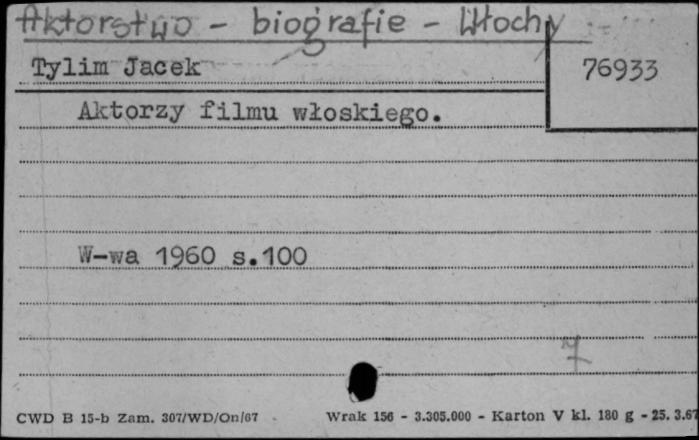 Aktorstwo - biografie - Włochy
Tylim Jacek
76933
Aktorzy filmu włoskiego.
W-wa 1960 s.100
7
CWD B 15-b Zam. 307/WD/On/67 Wrak 156 - 3.305.000 - Karton V kl. 180 g - 25. 3.67